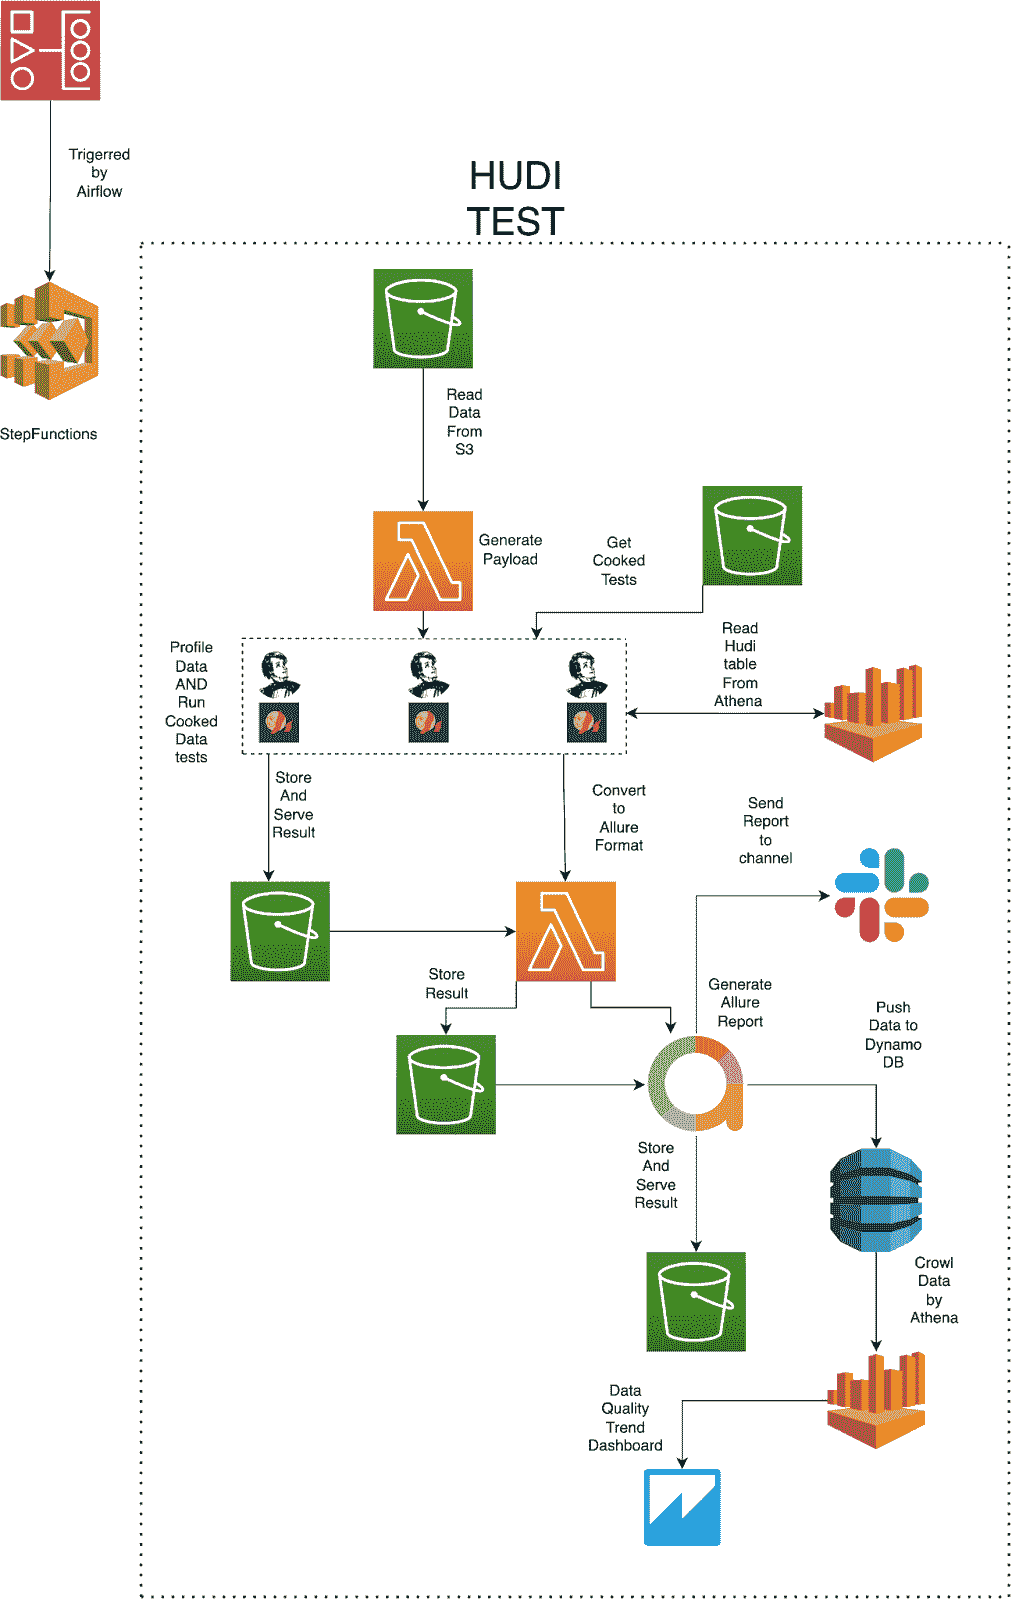 Trigerred
by
Airflow
HUDI
TEST
StepFunctions
Read
Data
From
S3
Generate
Payload
Get
Cooked
Tests
Profile
Data
AND
Run
Cooked
Data
tests
Read
Hudi
table
From
Athena
Store
And
Serve
Result
Convert
to
Allure
Format
Send
Report
to
channel
Store
Result
Generate
Allure
Report
Push
Data to
Dynamo
DB
Store
And
Serve
Result
Crowl
Data
by
Athena
Data
Quality
Trend
Dashboard